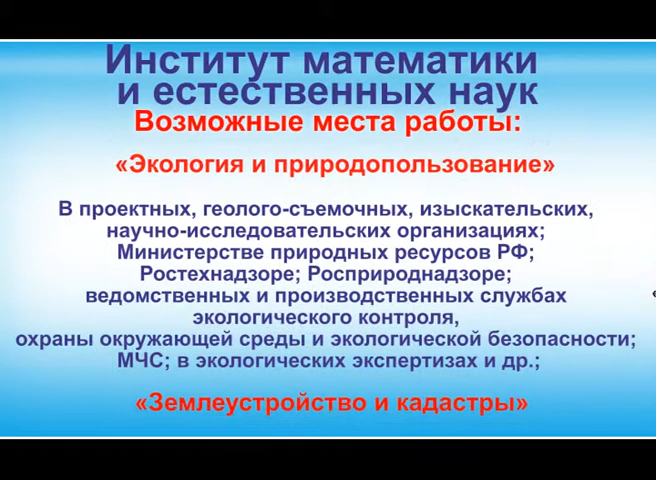 Институт математики
и естественных наук
Возможные места работы:
«Экология и природопользование»
В проектных, геолого-съемочных, изыскательских,
научно-исследовательских организациях;
Министерстве природных ресурсов РФ;
Ростехнадзоре; Росприроднадзоре;
ведомственных и производственных службах
экологического контроля,
охраны окружающей среды и экологической безопасности;
МЧС; в экологических экспертизах и др.;
«Землеустройство и кадастры»